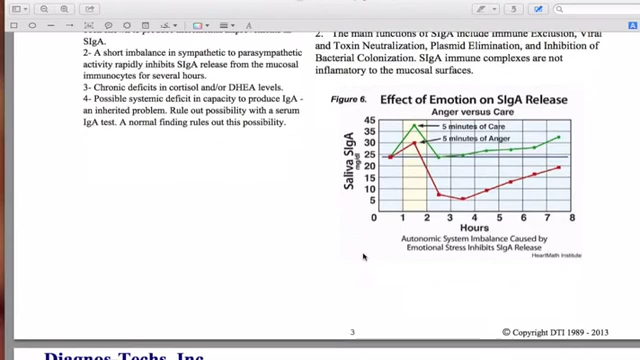 SIgA.
2- A short imbalance in sympathetic to parasympathetic
activity rapidly inhibits SIgA release from the mucosal
immunocytes for several hours.
3- Chronic deficits in cortisol and/or DHEA levels.
4- Possible systemic deficit in capacity to produce IgA -
an inherited problem. Rule out possibility with a serum
IgA test. A normal finding rules out this possibility.
2. The main functions of SIgA include Immune Exclusion, Viral
and Toxin Neutralization, Plasmid Elimination, and Inhibition of
Bacterial Colonization. SIgA immune complexes are not
inflamatory to the mucosal surfaces.
Figure 6. Effect of Emotion on SIgA Release
Anger versus Care
5 minutes of Care
5 minutes of Anger
Saliva SIgA
mg/dl
45
35
30
25
20
15
10
5
0 1 2 3 4 5 6 7 8
Hours
Autonomic System Imbalance Caused by
Emotional Stress Inhibits SIgA Release
HeartMath Institute
3
© Copyright DTI 1989 - 2013
Diagnos-Techs, Inc.